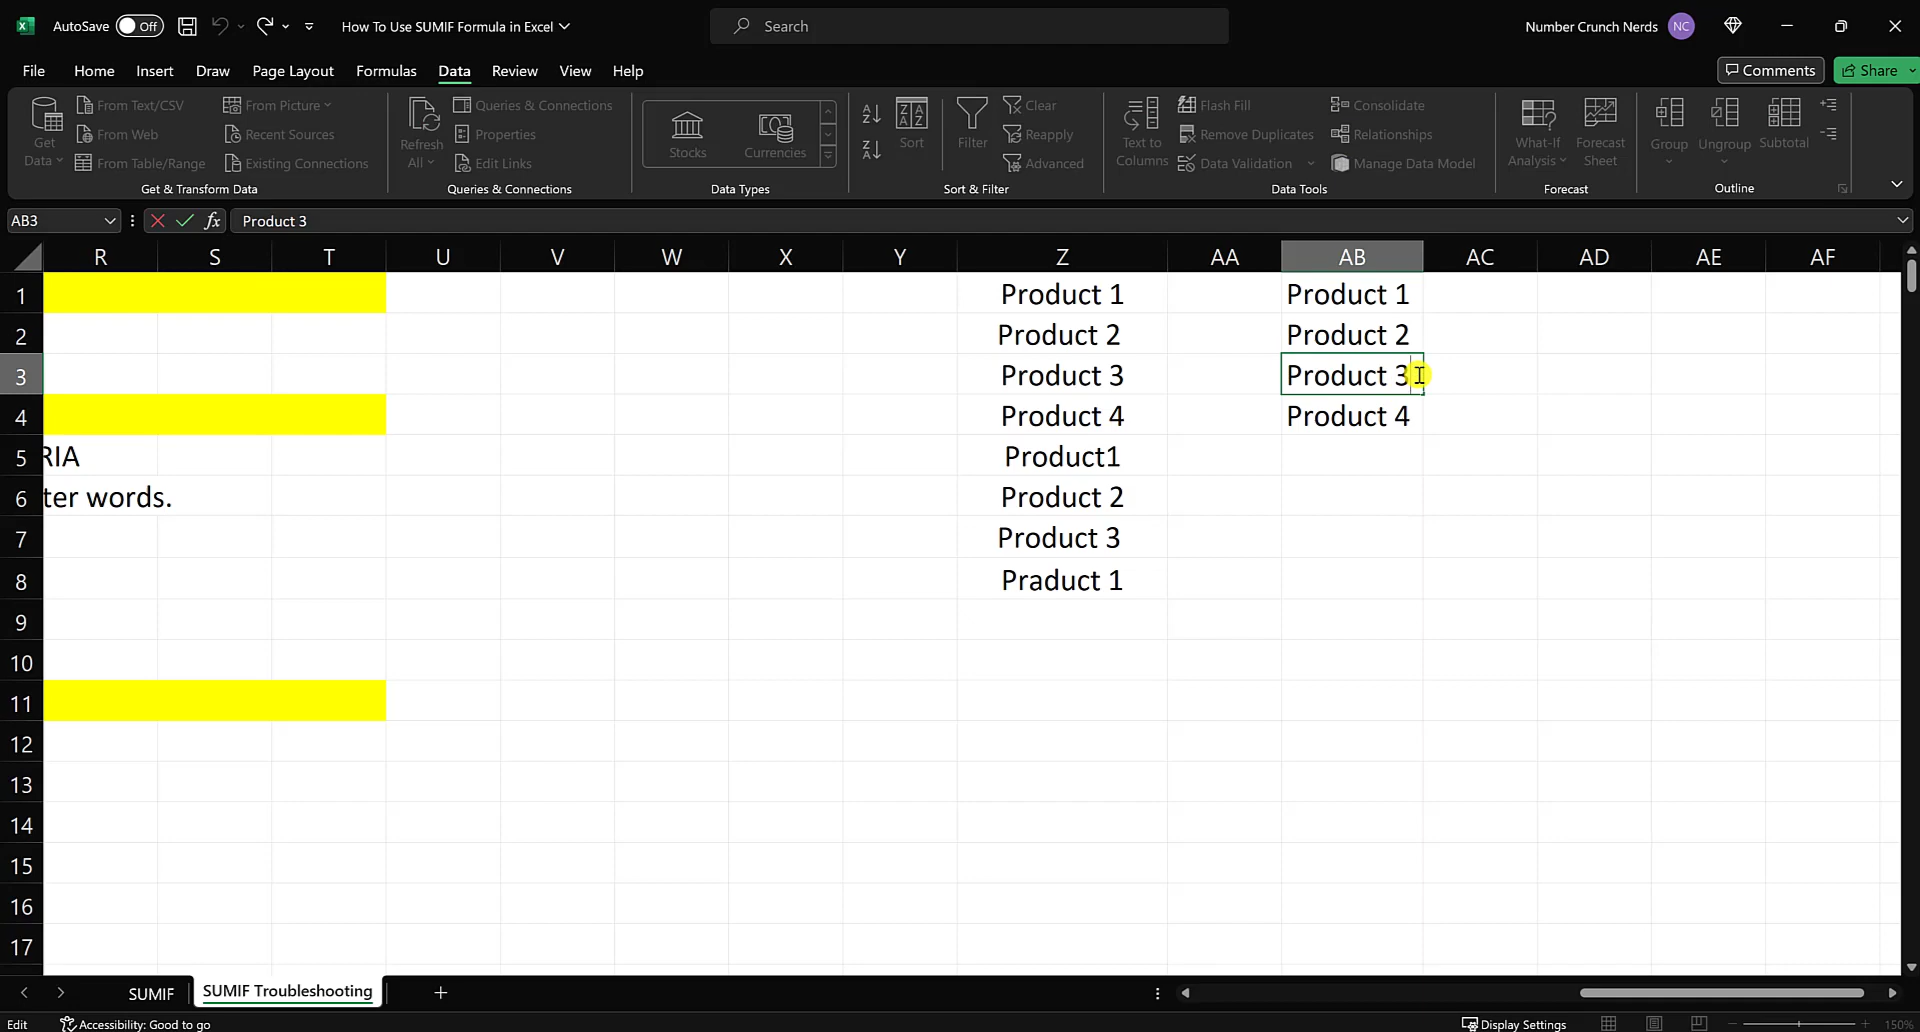 AutoSave Off How To Use SUMIF Formula in Excel Search Number Crunch Nerds NC
File Home Insert Draw Page Layout Formulas Data Review View Help Comments Share
Get Data
From Text/CSV
From Web
From Table/Range
From Picture
Recent Sources
Existing Connections
Get & Transform Data
Refresh All
Queries & Connections
Properties
Edit Links
Queries & Connections
Stocks
Currencies
Data Types
Sort
Filter
Clear
Reapply
Advanced
Sort & Filter
Text to Columns
Flash Fill
Remove Duplicates
Data Validation
Consolidate
Relationships
Manage Data Model
Data Tools
What-If Analysis
Forecast Sheet
Forecast
Group
Ungroup
Subtotal
Outline
AB3 fx Product 3
R S T U V W X Y Z AA AB AC AD AE AF
1 Product 1 Product 1
2 Product 2 Product 2
3 Product 3 Product 3
4 Product 4 Product 4
5 RIA Product1
6 ter words. Product 2
7 Product 3
8 Praduct 1
9
10
11
12
13
14
15
16
17
SUMIF SUMIF Troubleshooting
Edit Accessibility: Good to go Display Settings 150%